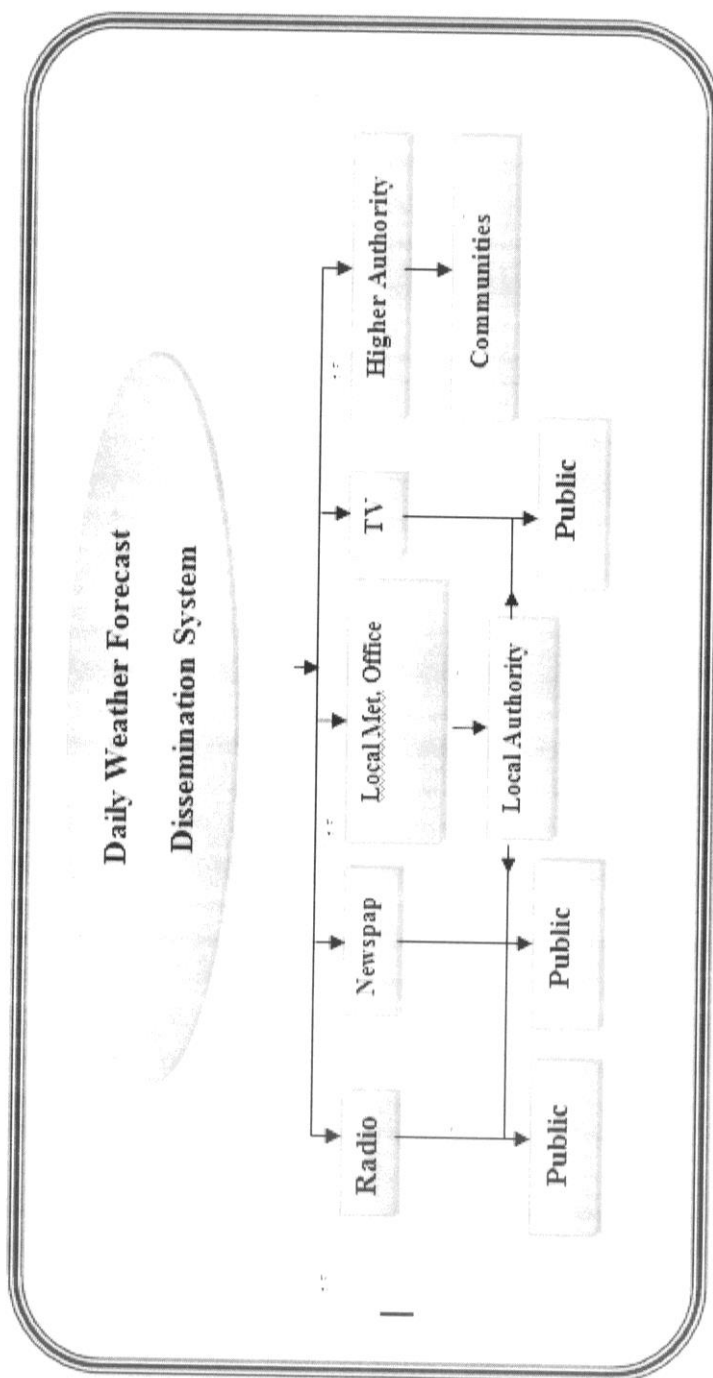 Daily Weather Forecast
Dissemination System
Radio
Newspap
Local Met, Office
TV
Higher Authority
Local Authority
Communities
Public
Public
Public